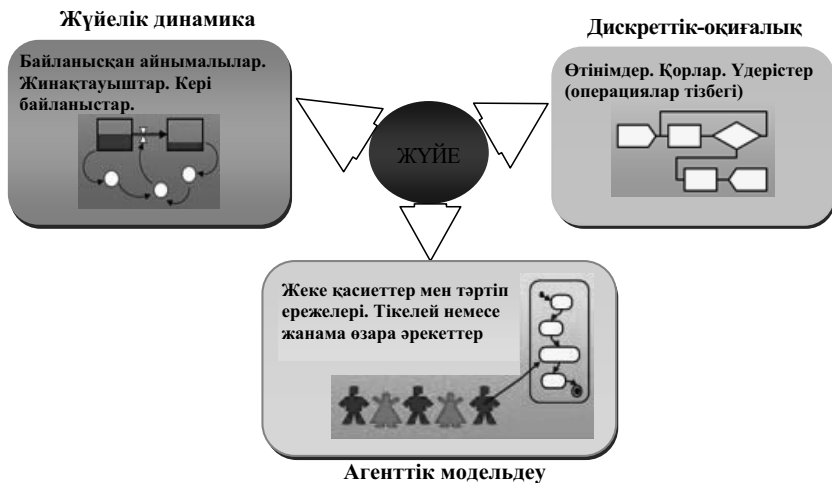 Жүйелік динамика
Байланысқан айнымалылар.
Жинақтауыштар. Кері
байланыстар.
Дискреттік-оқиғалық
Өтінімдер. Қорлар. Үдерістер
(операциялар тізбегі)
ЖҮЙЕ
Жеке қасиеттер мен тәртіп
ережелері. Тікелей немесе
жанама өзара әрекеттер
Агенттік модельдеу